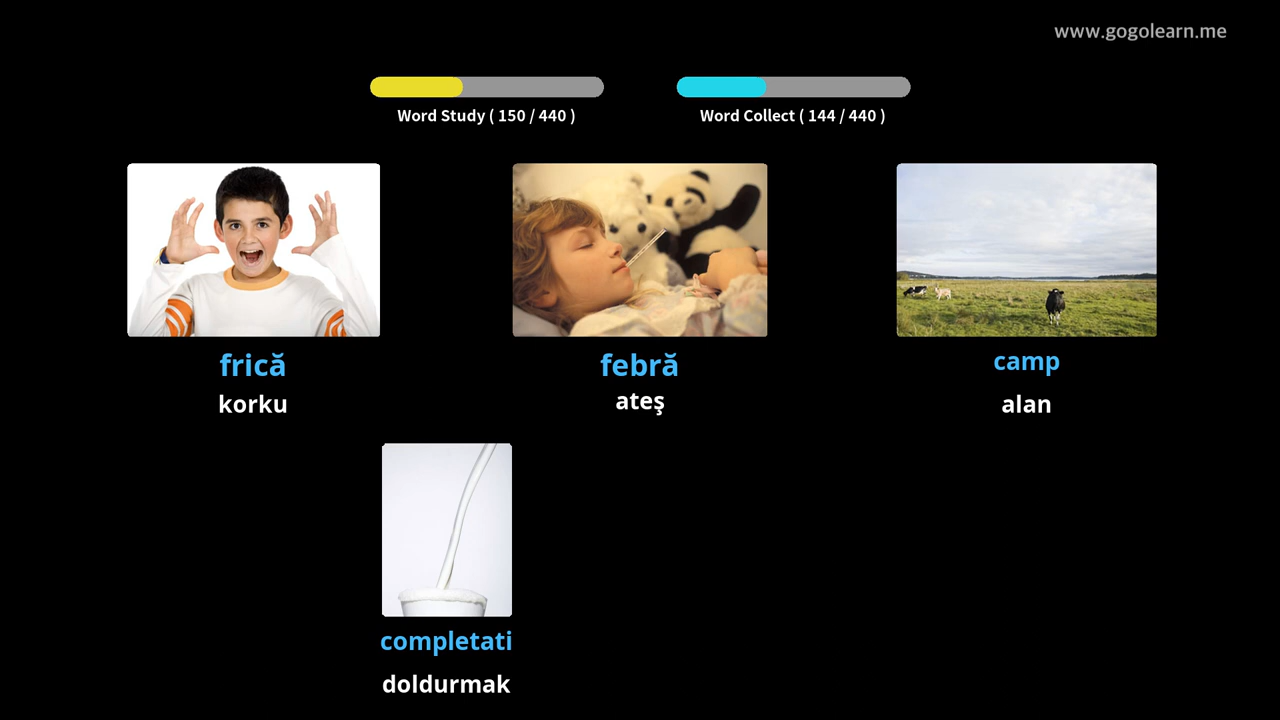 www.gogolearn.me
Word Study ( 150 / 440 )
Word Collect ( 144 / 440 )
frică
korku
febră
ateş
camp
alan
completati
doldurmak